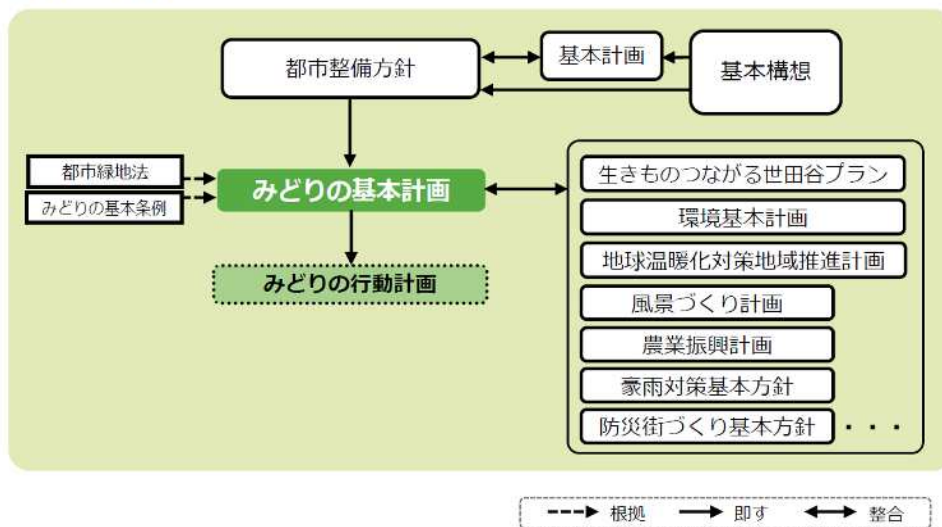 都市整備方針
基本計画
基本構想
都市緑地法
みどりの基本条例
みどりの基本計画
みどりの行動計画
生きものつながる世田谷プラン
環境基本計画
地球温暖化対策地域推進計画
風景づくり計画
農業振興計画
豪雨対策基本方針
防災街づくり基本方針 ・・・
根拠 即す 整合